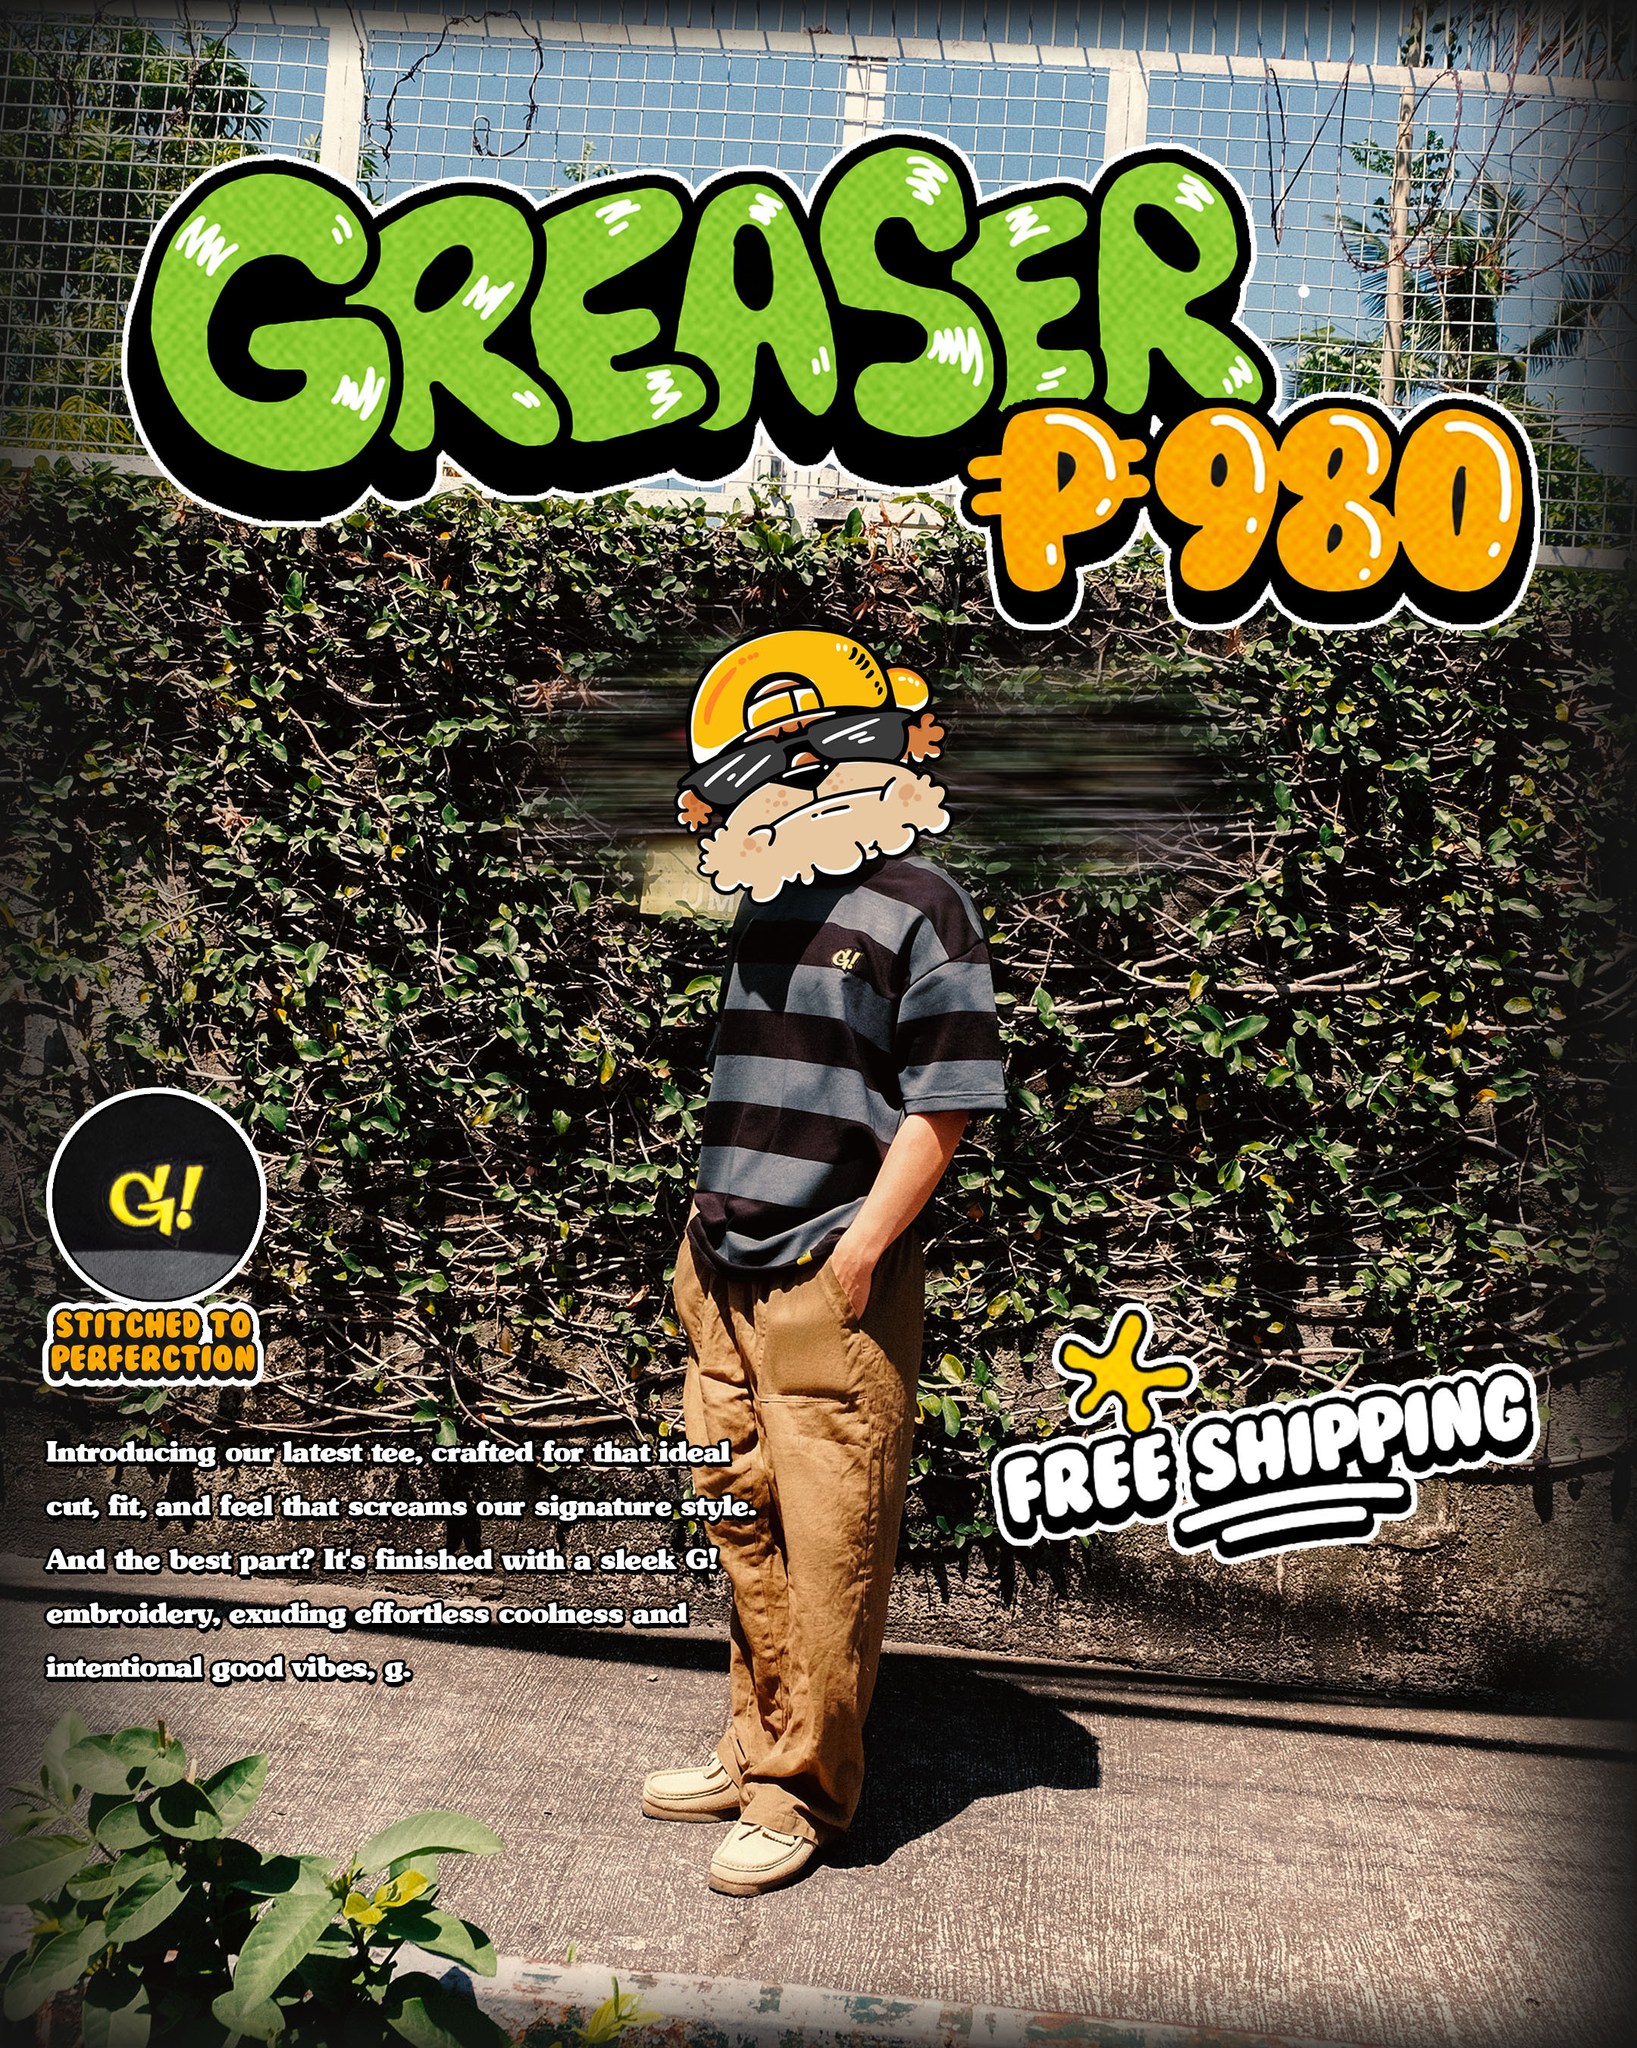 GREASER
₱980
G!
G!
STITCHED TO
PERFERCTION
FREE SHIPPING
Introducing our latest tee, crafted for that ideal
cut, fit, and feel that screams our signature style.
And the best part? It's finished with a sleek G!
embroidery, exuding effortless coolness and
intentional good vibes, g.